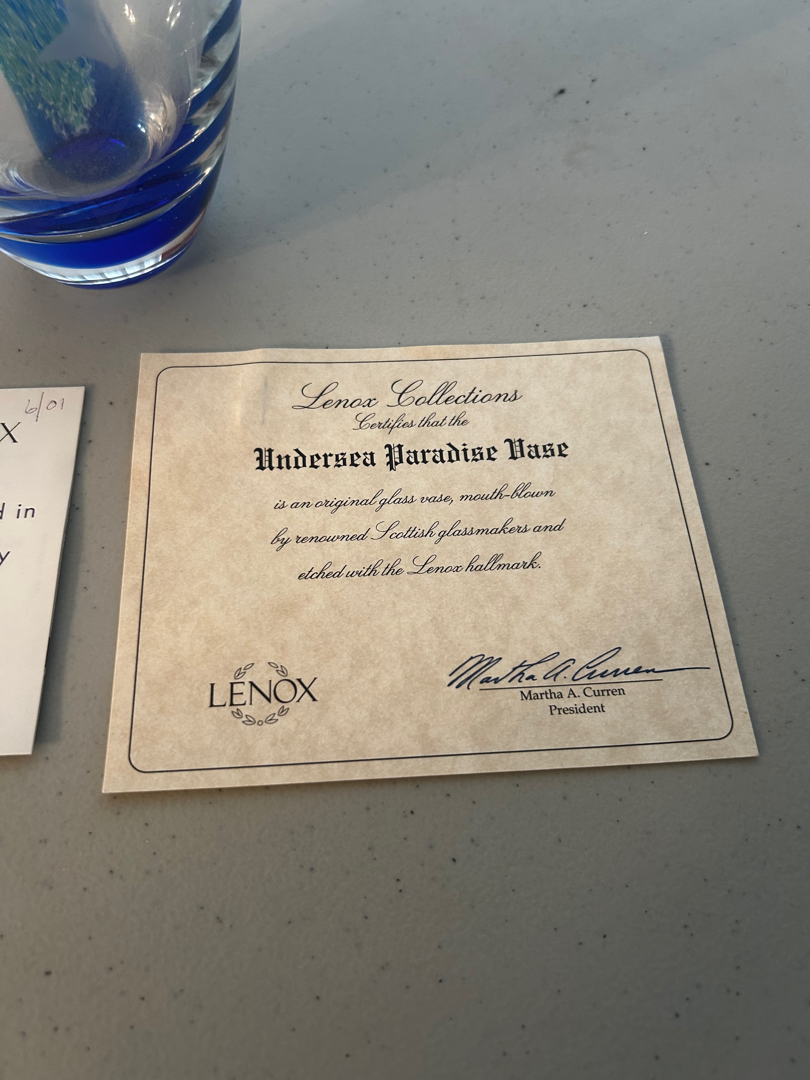 6/01
X
d in
y
Lenox Collections
Certifies that the
Undersea Paradise Vase
is an original glass vase, mouth-blown
by renowned Scottish glassmakers and
etched with the Lenox hallmark.
LENOX
Martha A. Curren
Martha A. Curren
President